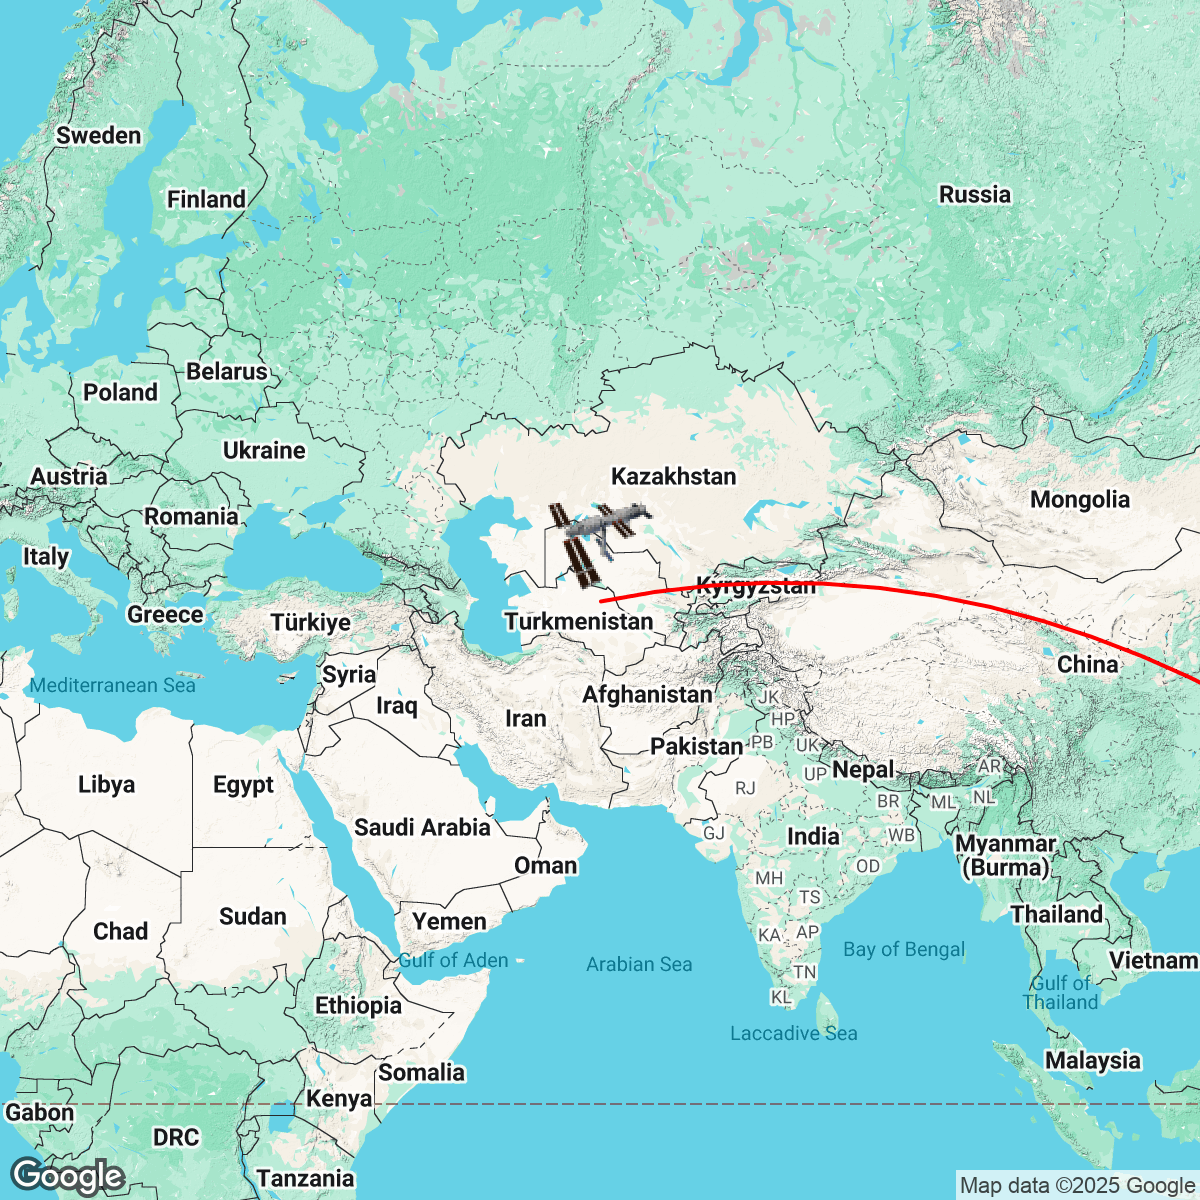 Sweden
Finland
Russia
Belarus
Poland
Ukraine
Austria
Kazakhstan
Mongolia
Romania
Italy
Kyrgyzstan
Greece
Türkiye
Turkmenistan
China
Syria
Mediterranean Sea
Afghanistan
JK
Iraq
Iran
HP
Pakistan
PB
UK
Nepal
UP
AR
Libya
Egypt
RJ
BR
ML
NL
Saudi Arabia
GJ
India
WB
Myanmar
(Burma)
Oman
OD
MH
TS
Sudan
Yemen
Thailand
Chad
KA
AP
Bay of Bengal
Gulf of Aden
Arabian Sea
Vietnam
TN
Gulf of
Thailand
KL
Ethiopia
Laccadive Sea
Malaysia
Somalia
Kenya
Gabon
DRC
Tanzania
Google
Map data ©2025 Google